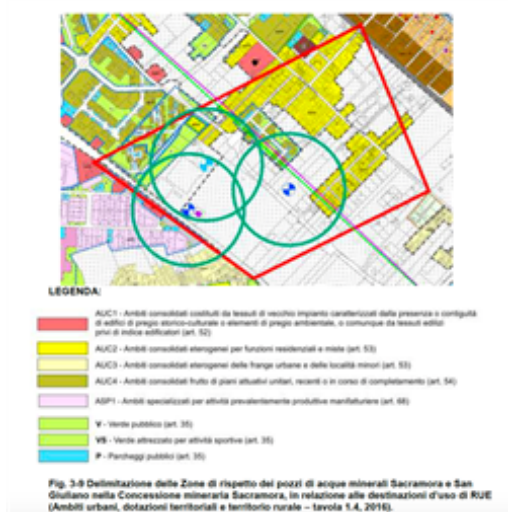 LEGENDA:
AUC1 - Ambiti consolidati costituiti da tessuti di vecchio impianto caratterizzati dalla presenza o contiguità
di edifici di pregio storico-culturale o elementi di pregio ambientale, o comunque da tessuti edilizi
privi di indice edificatori (art. 52)
AUC2 - Ambiti consolidati eterogenei per funzioni residenziali e miste (art. 53)
AUC3 - Ambiti consolidati eterogenei delle frange urbane e delle località minori (art. 53)
AUC4 - Ambiti consolidati frutto di piani attuativi unitari, recenti o in corso di completamento (art. 54)
ASP1 - Ambiti specializzati per attività prevalentemente produttive manifatturiere (art. 68)
V - Verde pubblico (art. 35)
VS - Verde attrezzato per attività sportive (art. 35)
P - Parcheggi pubblici (art. 35)
Fig. 3-9 Delimitazione delle Zone di rispetto dei pozzi di acque minerali Sacramora e San
Giuliano nella Concessione mineraria Sacramora, in relazione alle destinazioni d'uso di RUE
(Ambiti urbani, dotazioni territoriali e territorio rurale – tavola 1.4, 2016).